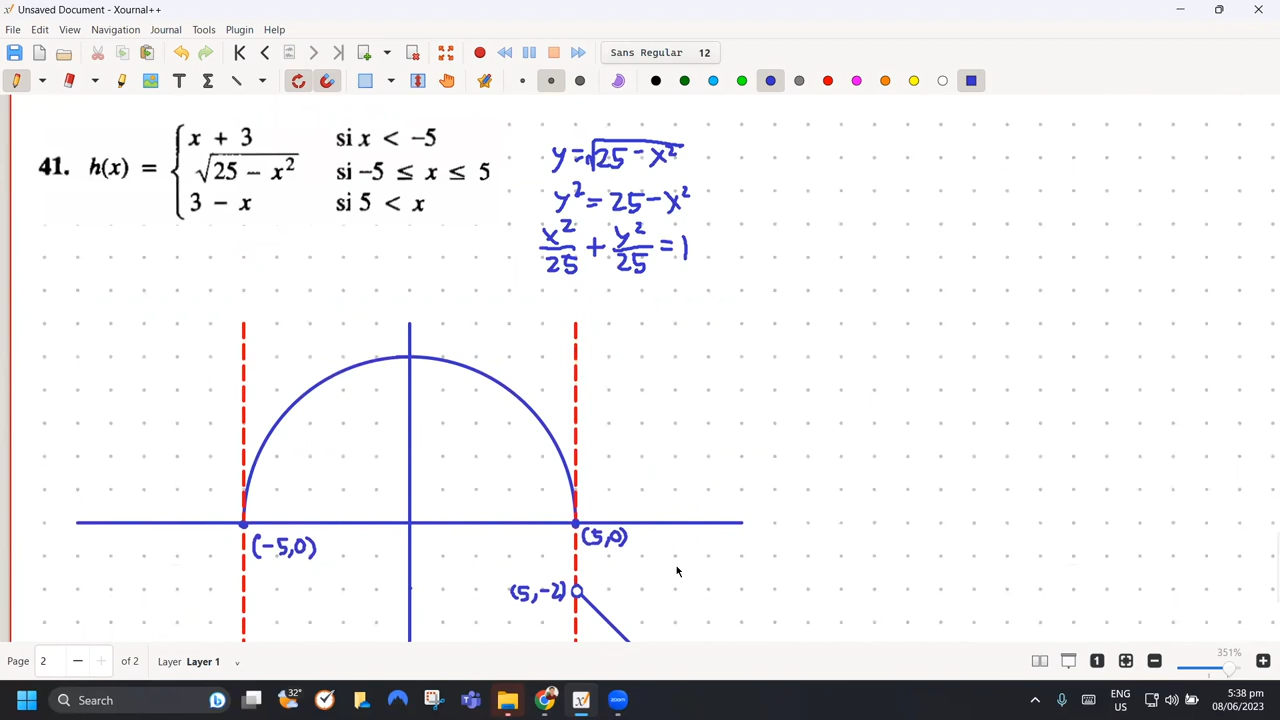 Unsaved Document - Xournal++
File Edit View Navigation Journal Tools Plugin Help
Sans Regular 12
41. h(x) = { x + 3 si x < -5
√25 - x² si -5 ≤ x ≤ 5
3 - x si 5 < x
y = √25 - x²
y² = 25 - x²
x²/25 + y²/25 = 1
(-5,0)
(5,0)
(5,-2)
Page 2 of 2 Layer Layer 1 351%
Search
32°
zoom
ENG
US
5:38 pm
08/06/2023